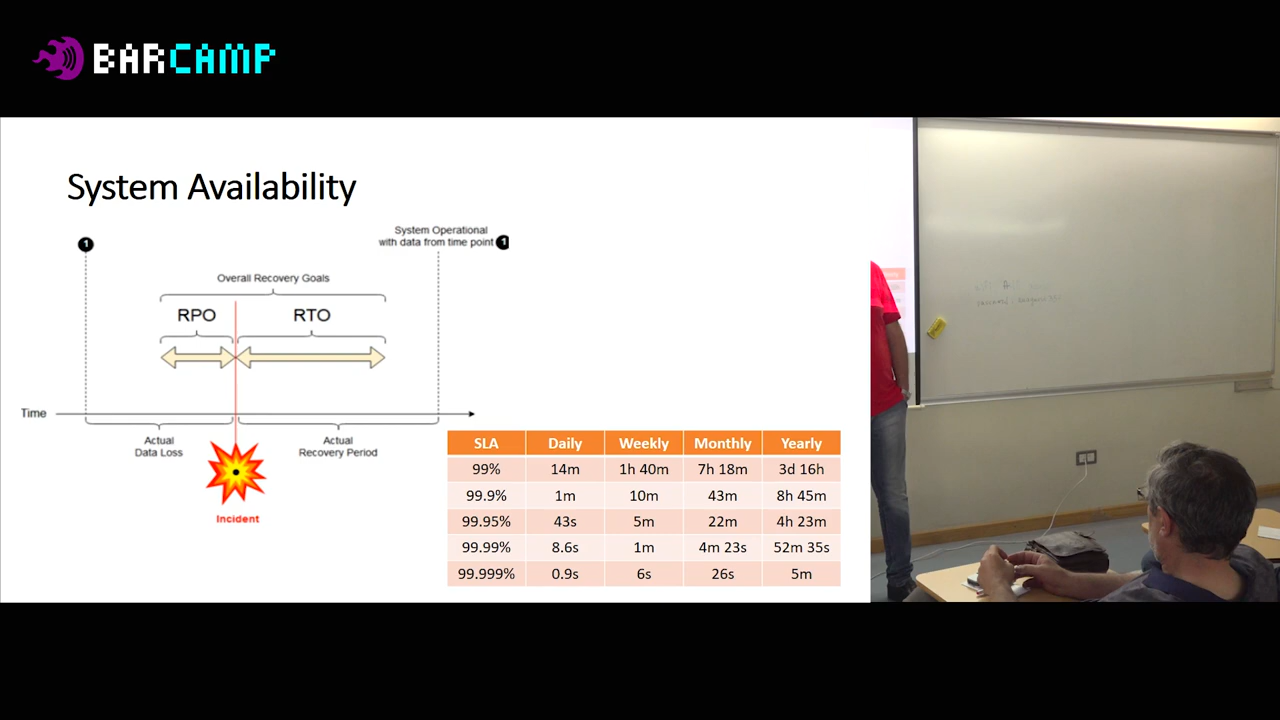 BARCAMP
System Availability
1
System Operational
with data from time point 1
Overall Recovery Goals
RPO
RTO
Time
Actual
Data Loss
Actual
Recovery Period
Incident
SLA Daily Weekly Monthly Yearly
99% 14m 1h 40m 7h 18m 3d 16h
99.9% 1m 10m 43m 8h 45m
99.95% 43s 5m 22m 4h 23m
99.99% 8.6s 1m 4m 23s 52m 35s
99.999% 0.9s 6s 26s 5m